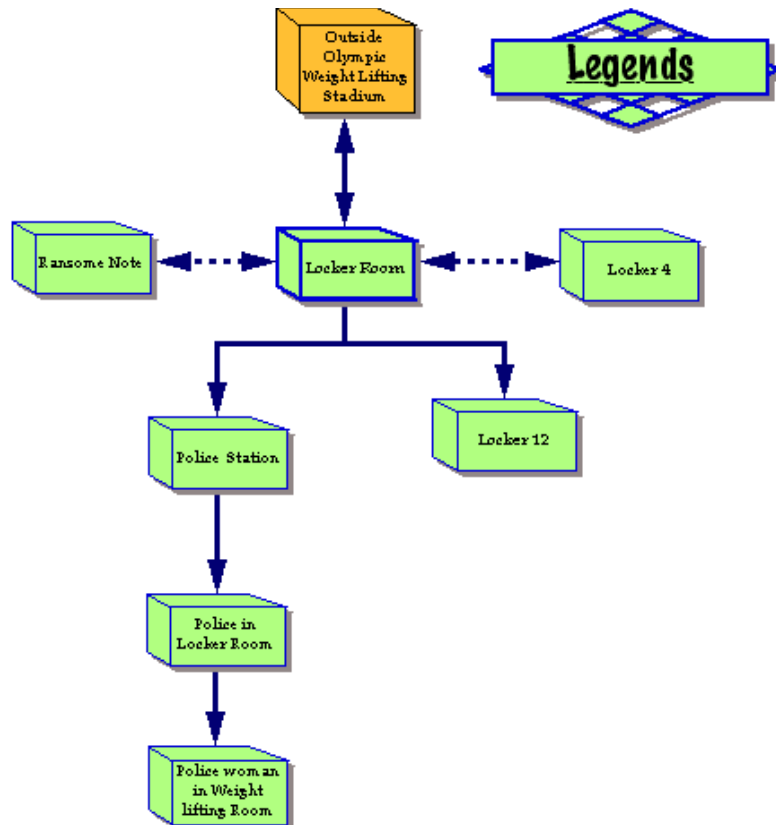 Outside
Olympic
Weight Lifting
Stadium
Legends
Ransome Note
Locker Room
Locker 4
Police Station
Locker 12
Police in
Locker Room
Police woman
in Weight
lifting Room